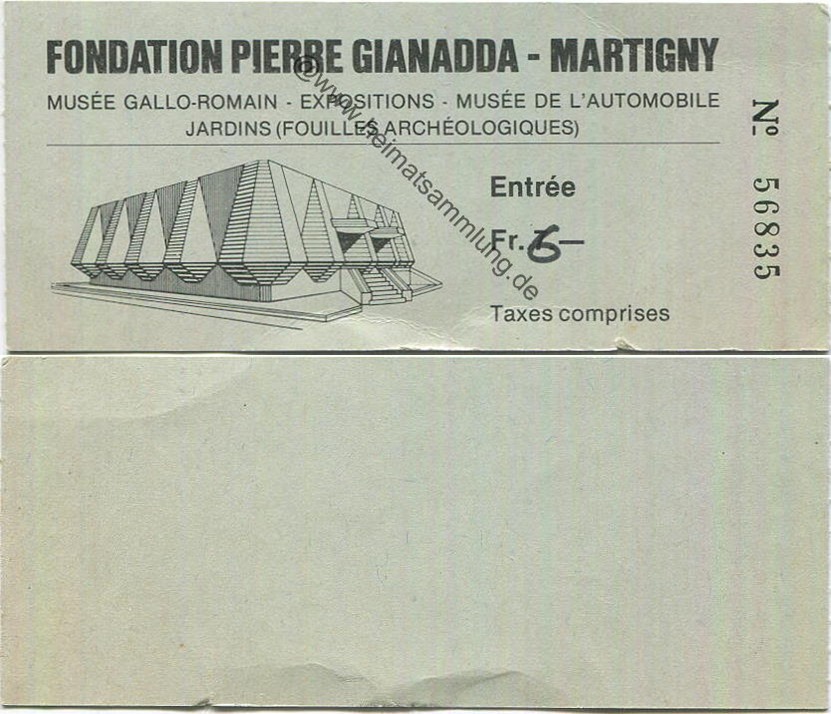 FONDATION PIERRE GIANADDA - MARTIGNY
MUSÉE GALLO-ROMAIN - EXPOSITIONS - MUSÉE DE L'AUTOMOBILE
JARDINS (FOUILLES ARCHÉOLOGIQUES)
Entrée
Fr. 6–
Taxes comprises
Nº 56835
@www.heimatsammlung.de